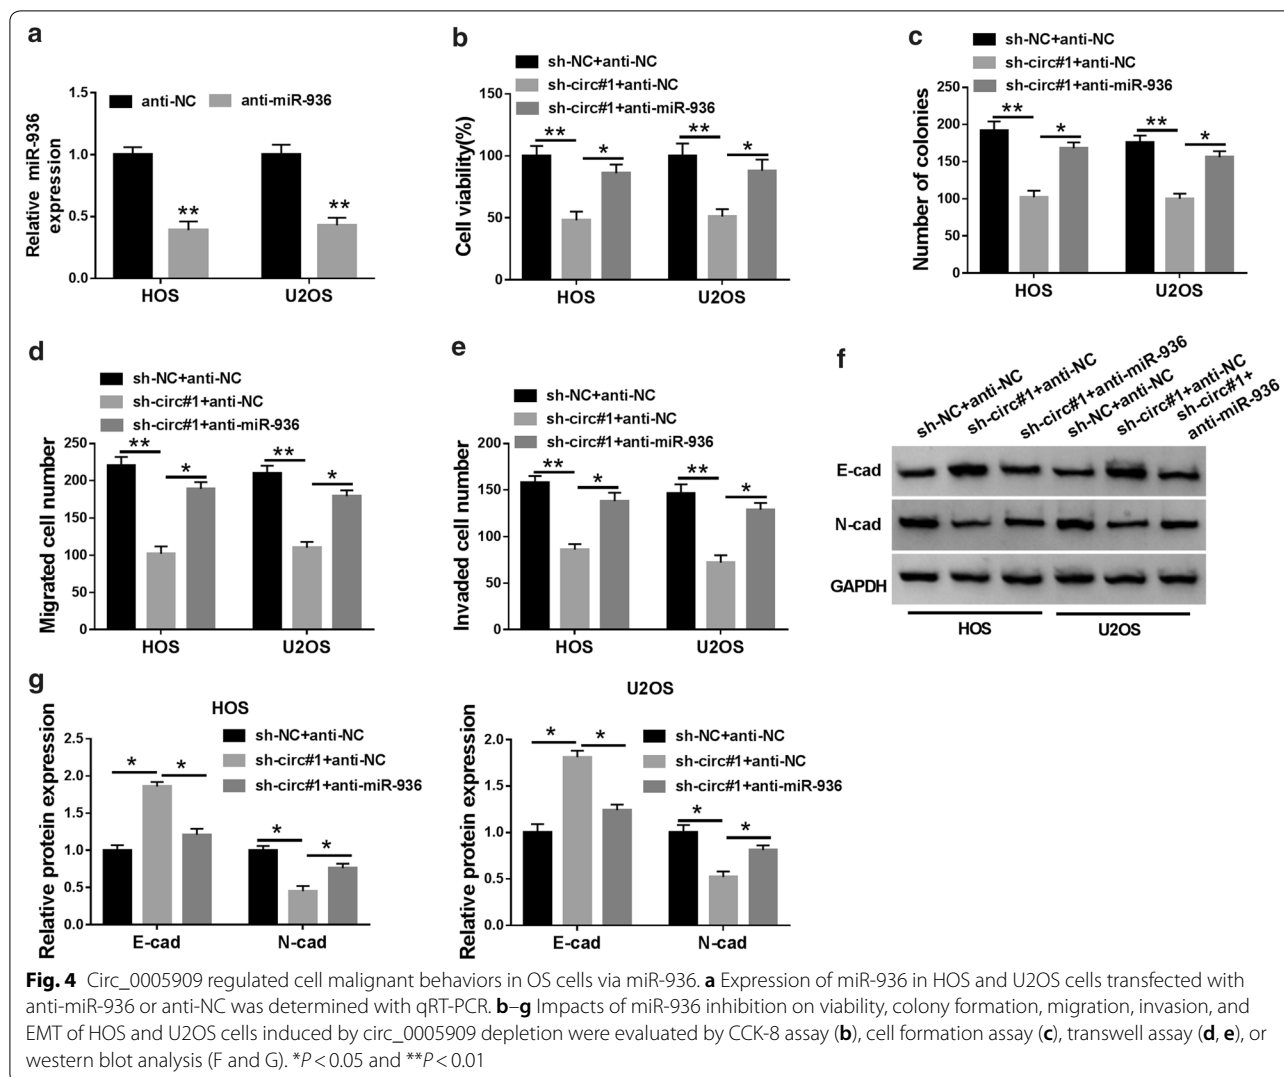 a
anti-NC anti-miR-936
Relative miR-936
expression
1.5
1.0
0.5
0.0
** **
HOS U2OS
b
sh-NC+anti-NC
sh-circ#1+anti-NC
sh-circ#1+anti-miR-936
Cell viability(%)
150
100
50
0
** * ** *
HOS U2OS
c
sh-NC+anti-NC
sh-circ#1+anti-NC
sh-circ#1+anti-miR-936
Number of colonies
250
200
150
100
50
0
** * ** *
HOS U2OS
d
sh-NC+anti-NC
sh-circ#1+anti-NC
sh-circ#1+anti-miR-936
Migrated cell number
250
200
150
100
50
0
** * ** *
HOS U2OS
e
sh-NC+anti-NC
sh-circ#1+anti-NC
sh-circ#1+anti-miR-936
Invaded cell number
200
150
100
50
0
** * ** *
HOS U2OS
f
sh-NC+anti-NC
sh-circ#1+anti-NC
sh-circ#1+anti-miR-936
sh-NC+anti-NC
sh-circ#1+anti-NC
sh-circ#1+
anti-miR-936
E-cad
N-cad
GAPDH
HOS U2OS
g
HOS
sh-NC+anti-NC
sh-circ#1+anti-NC
sh-circ#1+anti-miR-936
Relative protein expression
2.5
2.0
1.5
1.0
0.5
0.0
* * * *
E-cad N-cad
U2OS
sh-NC+anti-NC
sh-circ#1+anti-NC
sh-circ#1+anti-miR-936
Relative protein expression
2.0
1.5
1.0
0.5
0.0
* * * *
E-cad N-cad
Fig. 4 Circ_0005909 regulated cell malignant behaviors in OS cells via miR-936. a Expression of miR-936 in HOS and U2OS cells transfected with
anti-miR-936 or anti-NC was determined with qRT-PCR. b–g Impacts of miR-936 inhibition on viability, colony formation, migration, invasion, and
EMT of HOS and U2OS cells induced by circ_0005909 depletion were evaluated by CCK-8 assay (b), cell formation assay (c), transwell assay (d, e), or
western blot analysis (F and G). *P < 0.05 and **P < 0.01